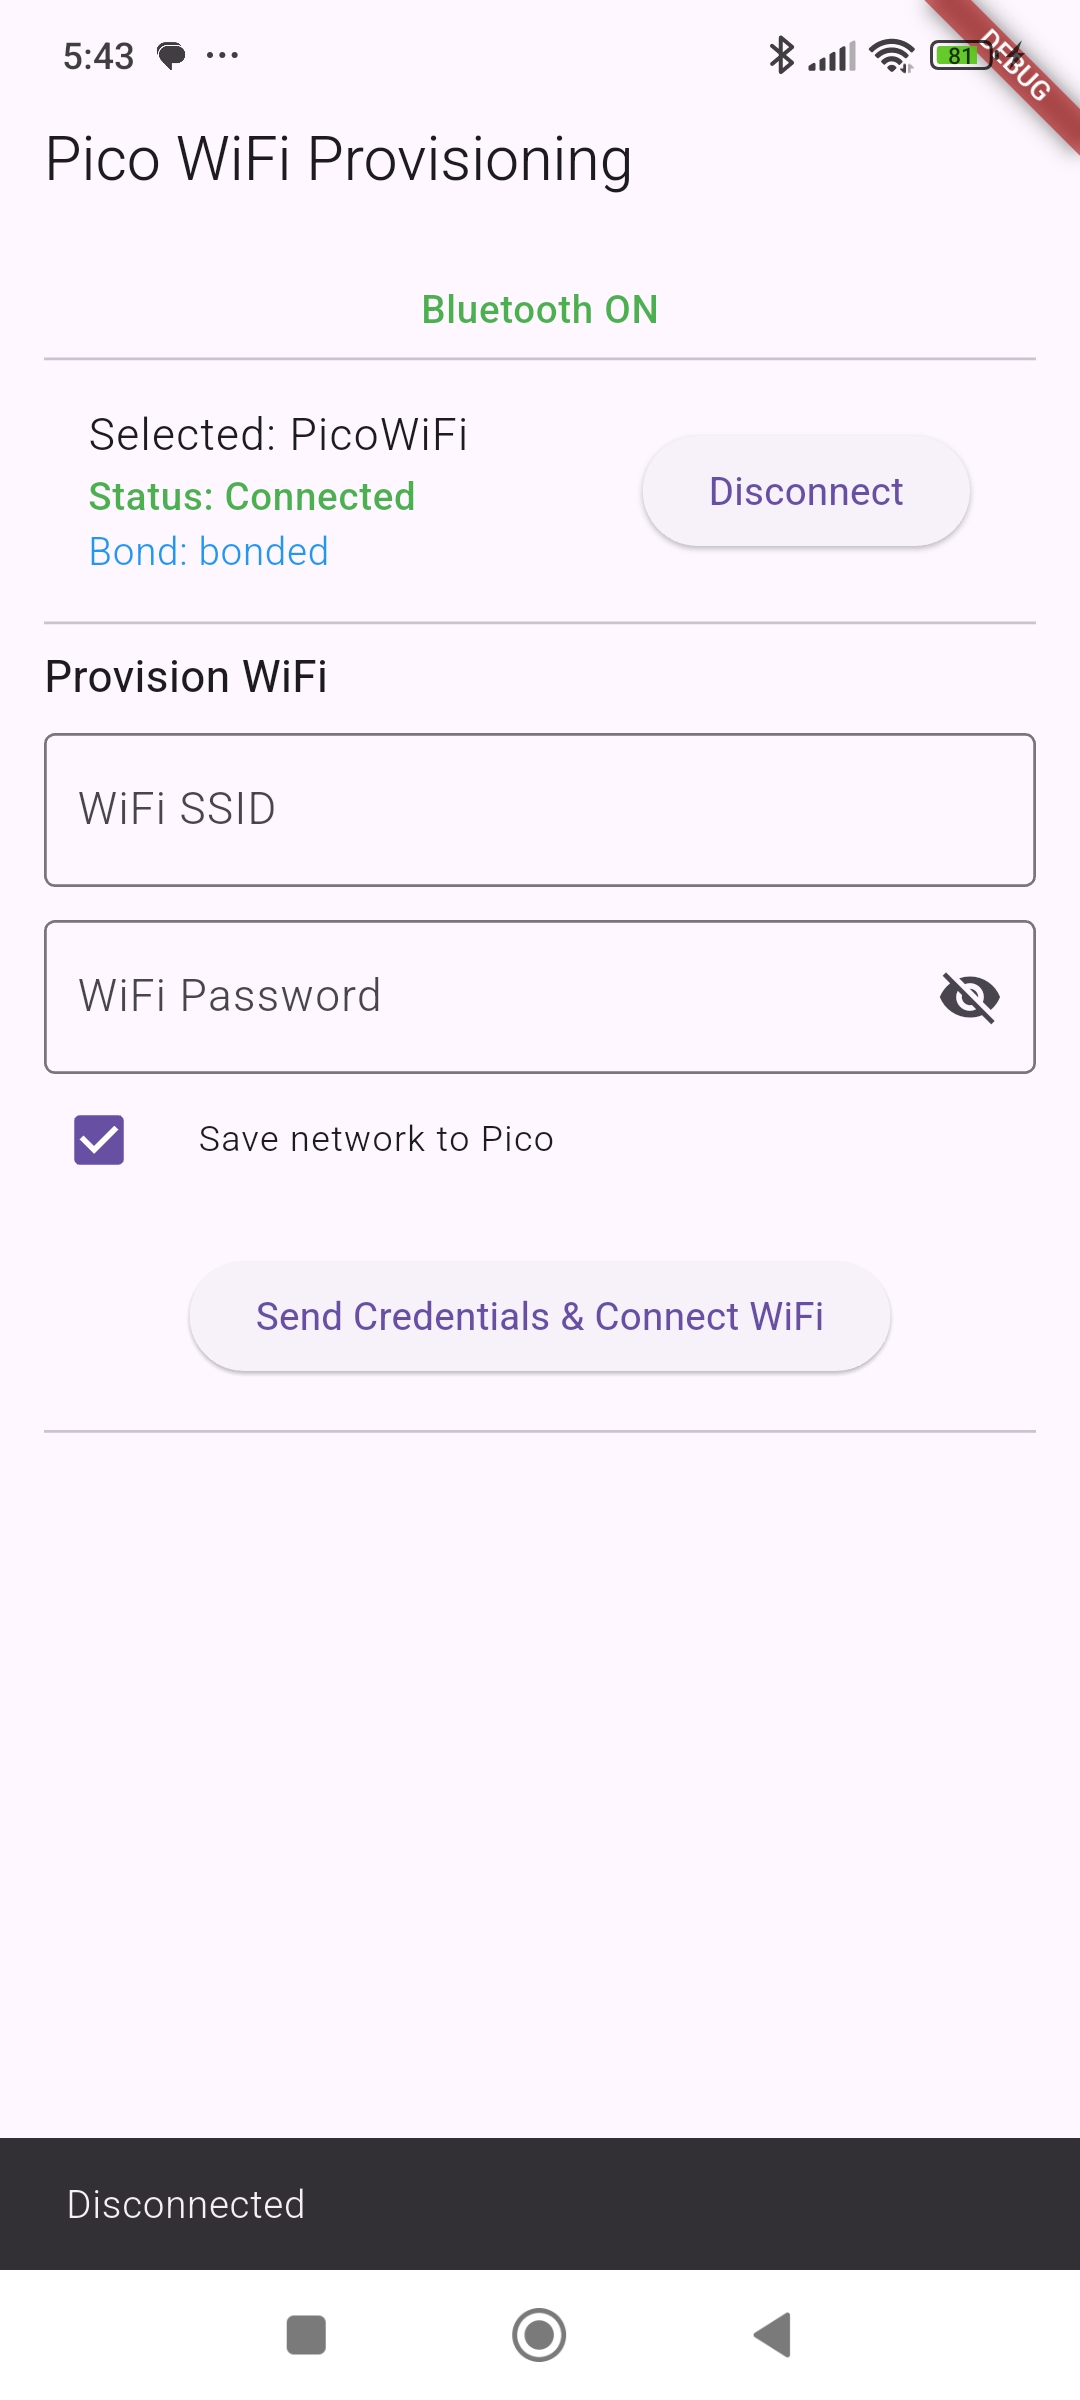 5:43
81
DEBUG
Pico WiFi Provisioning
Bluetooth ON
Selected: PicoWiFi
Status: Connected
Bond: bonded
Disconnect
Provision WiFi
WiFi SSID
WiFi Password
Save network to Pico
Send Credentials & Connect WiFi
Disconnected